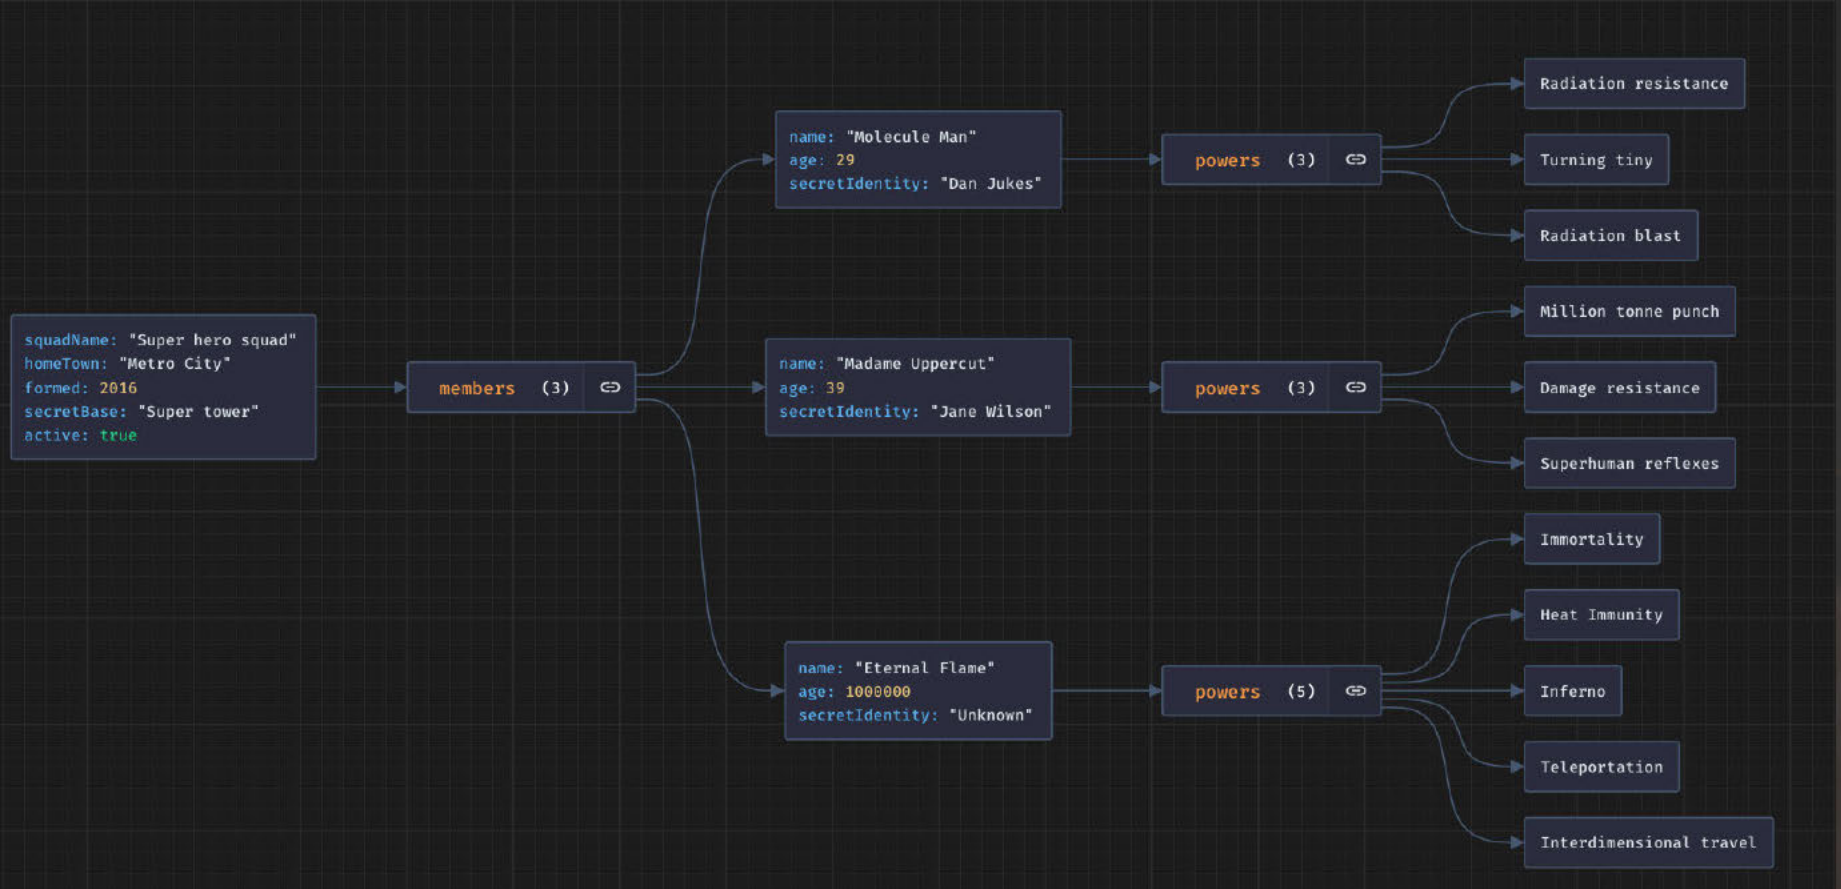 squadName: "Super hero squad"
homeTown: "Metro City"
formed: 2016
secretBase: "Super tower"
active: true
members (3)
name: "Molecule Man"
age: 29
secretIdentity: "Dan Jukes"
powers (3)
Radiation resistance
Turning tiny
Radiation blast
name: "Madame Uppercut"
age: 39
secretIdentity: "Jane Wilson"
powers (3)
Million tonne punch
Damage resistance
Superhuman reflexes
name: "Eternal Flame"
age: 1000000
secretIdentity: "Unknown"
powers (5)
Immortality
Heat Immunity
Inferno
Teleportation
Interdimensional travel